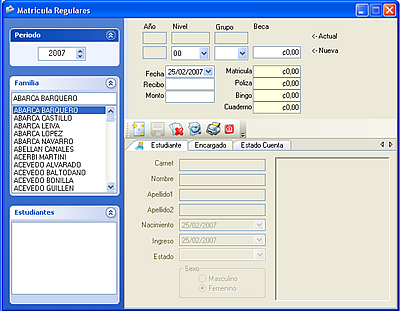 Matricula Regulares
Periodo
2007
Familia
ABARCA BARQUERO
ABARCA BARQUERO
ABARCA CASTILLO
ABARCA LEIVA
ABARCA LOPEZ
ABARCA NAVARRO
ABELLAN CANALES
ACERBI MARTINI
ACEVEDO ALVARADO
ACEVEDO BALTODANO
ACEVEDO BONILLA
ACEVEDO GUILLEN
Estudiantes
Año Nivel Grupo Beca
<-Actual
00 ¢0,00 <-Nueva
Fecha 25/02/2007 Matricula ¢0,00
Recibo Poliza ¢0,00
Monto Bingo ¢0,00
Cuaderno ¢0,00
Estudiante Encargado Estado Cuenta
Carnet
Nombre
Apellido1
Apellido2
Nacimiento 25/02/2007
Ingreso 25/02/2007
Estado
Sexo
Masculino
Femenino